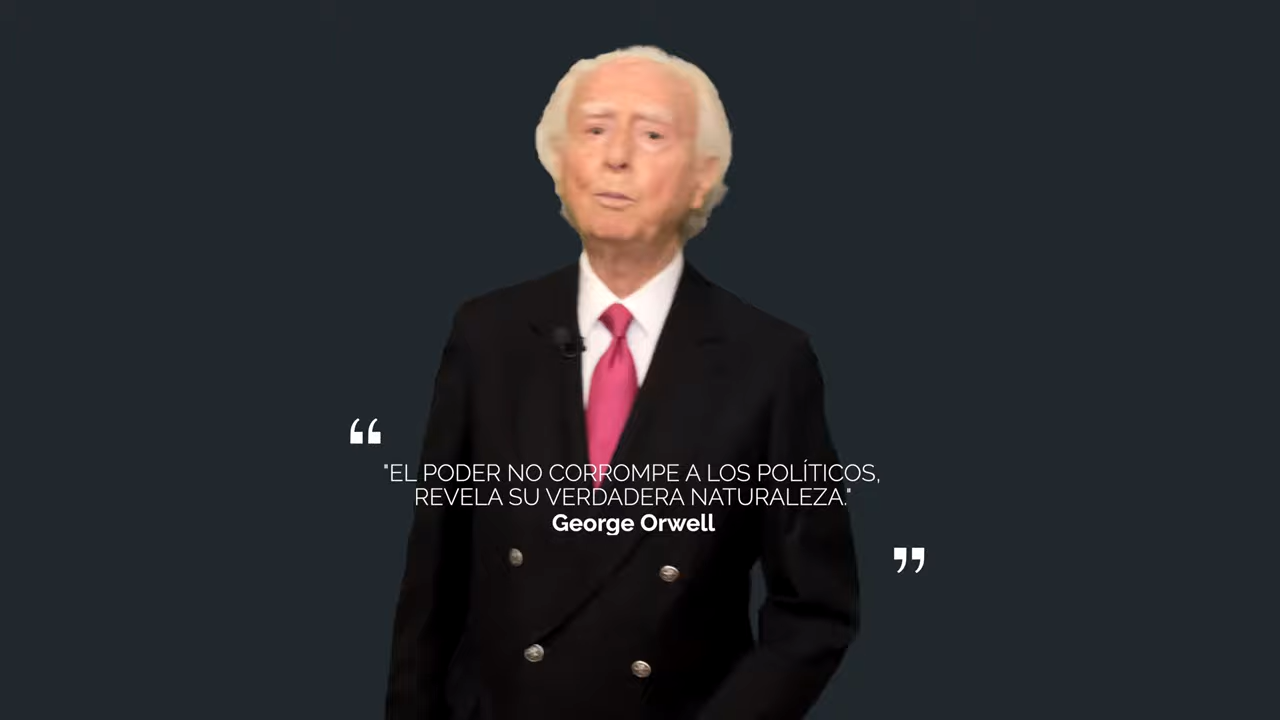 “
"EL PODER NO CORROMPE A LOS POLÍTICOS,
REVELA SU VERDADERA NATURALEZA."
George Orwell
”